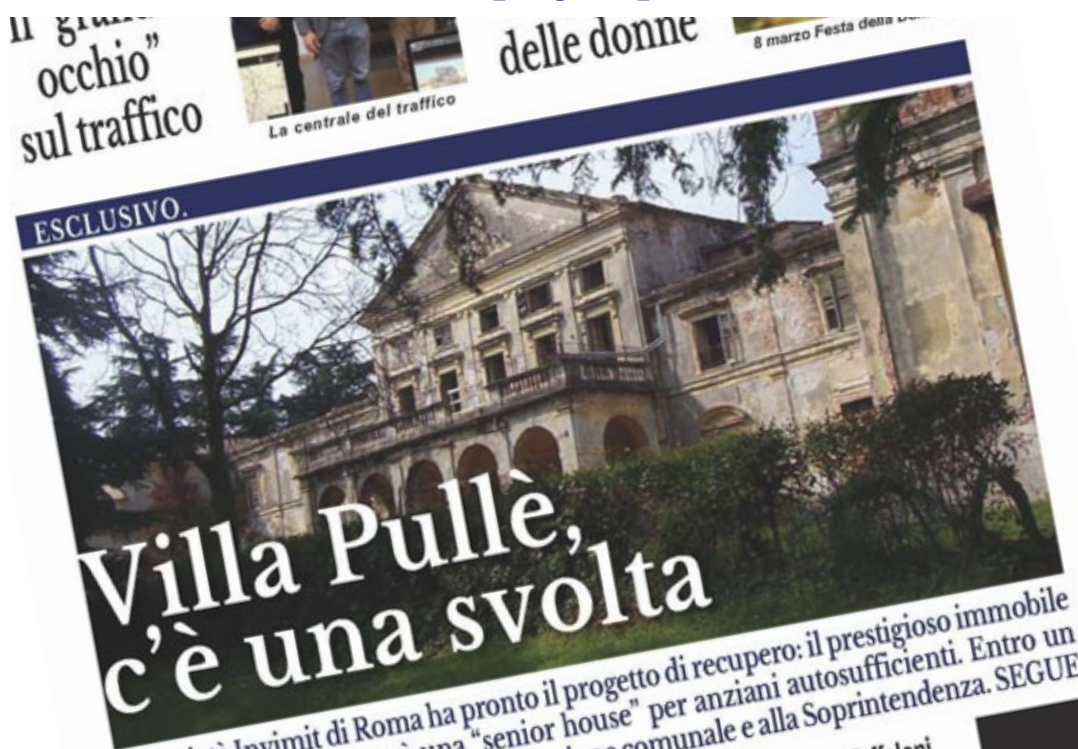 occhio”
sul traffico
La centrale del traffico
delle donne
8 marzo Festa della
ESCLUSIVO.
Villa Pullè,
c’è una svolta
Invimit di Roma ha pronto il progetto di recupero: il prestigioso immobile
una “senior house” per anziani autosufficienti. Entro un
comunale e alla Soprintendenza. SEGUE